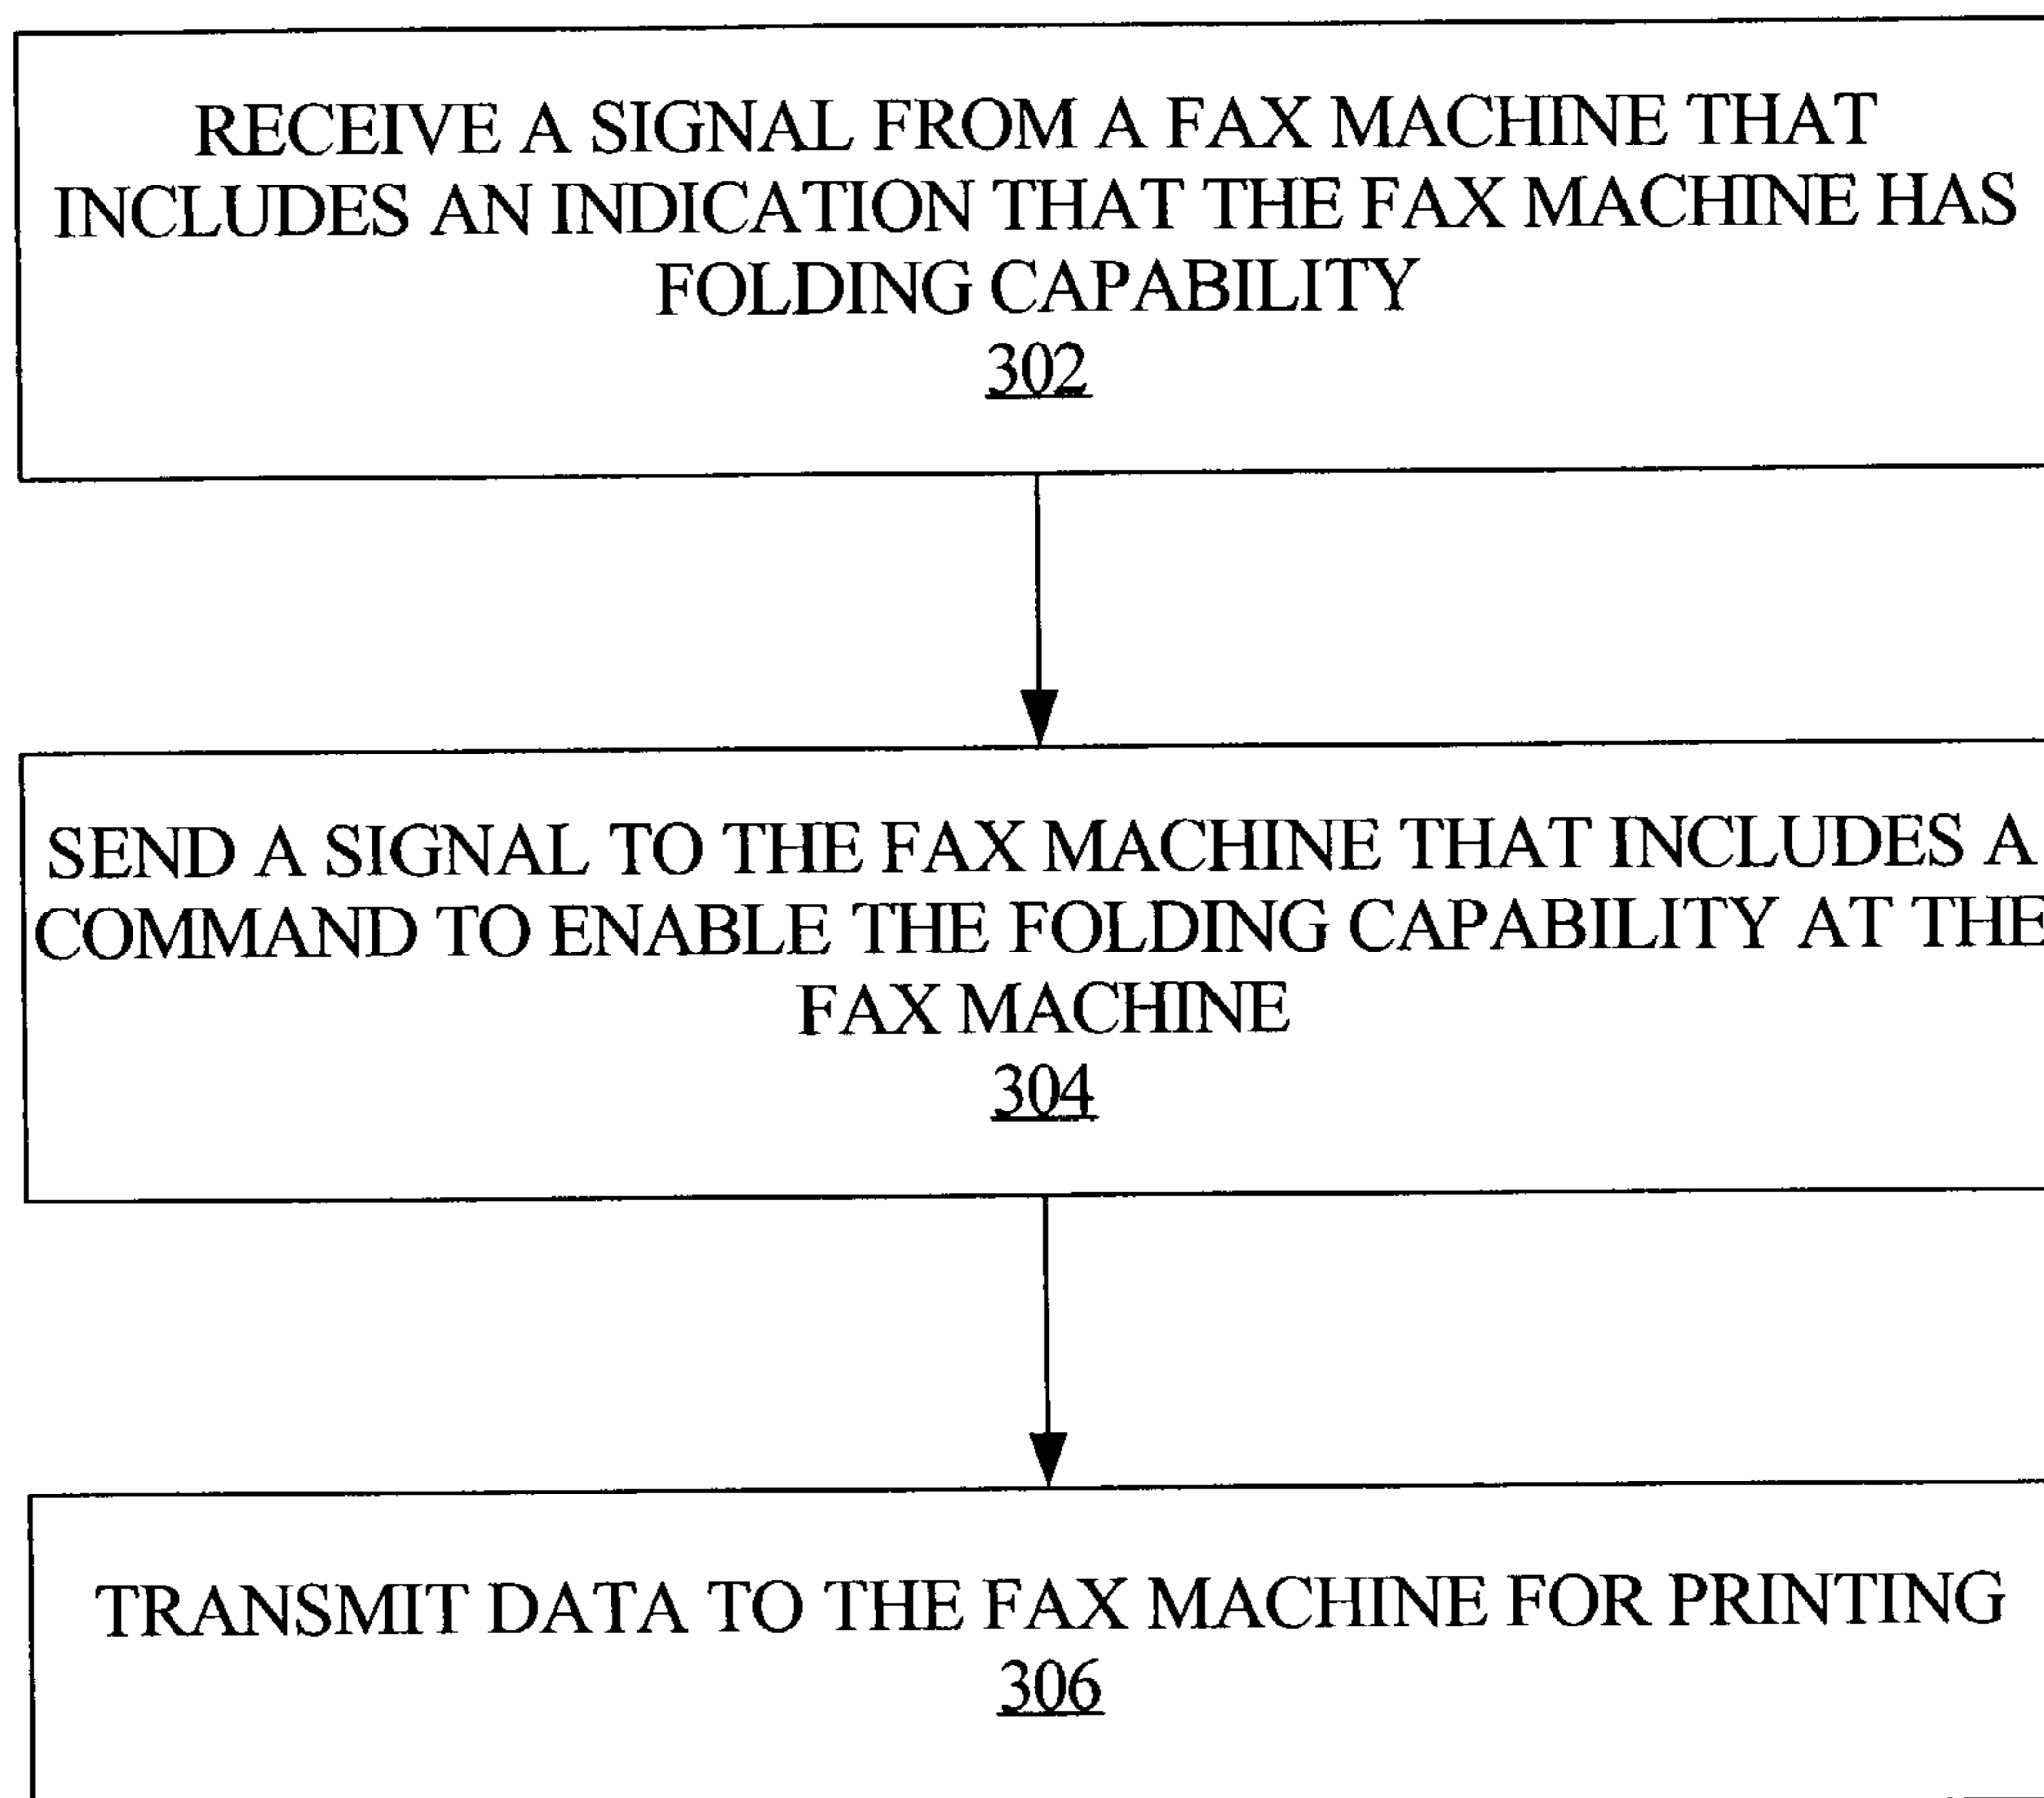 RECEIVE A SIGNAL FROM A FAX MACHINE THAT
INCLUDES AN INDICATION THAT THE FAX MACHINE HAS
FOLDING CAPABILITY
302
SEND A SIGNAL TO THE FAX MACHINE THAT INCLUDES A
COMMAND TO ENABLE THE FOLDING CAPABILITY AT THE
FAX MACHINE
304
TRANSMIT DATA TO THE FAX MACHINE FOR PRINTING
306